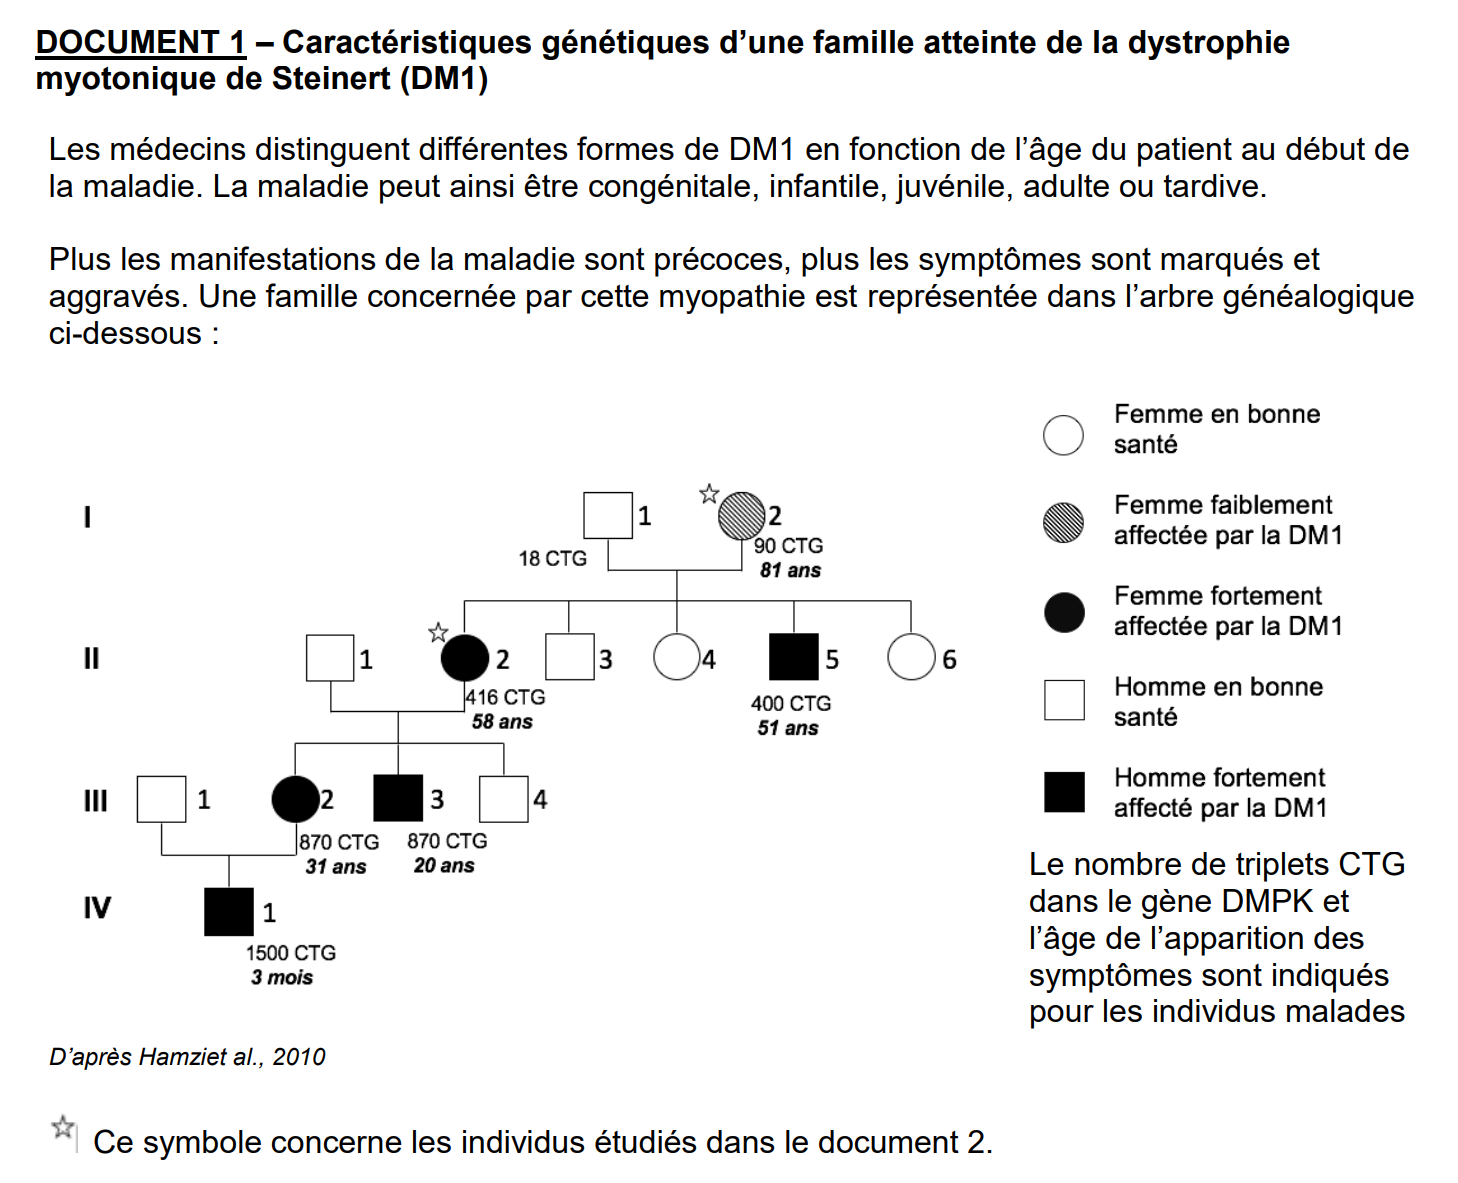 DOCUMENT 1 – Caractéristiques génétiques d’une famille atteinte de la dystrophie
myotonique de Steinert (DM1)
Les médecins distinguent différentes formes de DM1 en fonction de l’âge du patient au début de
la maladie. La maladie peut ainsi être congénitale, infantile, juvénile, adulte ou tardive.
Plus les manifestations de la maladie sont précoces, plus les symptômes sont marqués et
aggravés. Une famille concernée par cette myopathie est représentée dans l’arbre généalogique
ci-dessous :
I
1
2
18 CTG
90 CTG
81 ans
II
1
2
3
4
5
6
416 CTG
58 ans
400 CTG
51 ans
III
1
2
3
4
870 CTG
31 ans
870 CTG
20 ans
IV
1
1500 CTG
3 mois
Femme en bonne
santé
Femme faiblement
affectée par la DM1
Femme fortement
affectée par la DM1
Homme en bonne
santé
Homme fortement
affecté par la DM1
Le nombre de triplets CTG
dans le gène DMPK et
l’âge de l’apparition des
symptômes sont indiqués
pour les individus malades
D’après Hamziet al., 2010
Ce symbole concerne les individus étudiés dans le document 2.